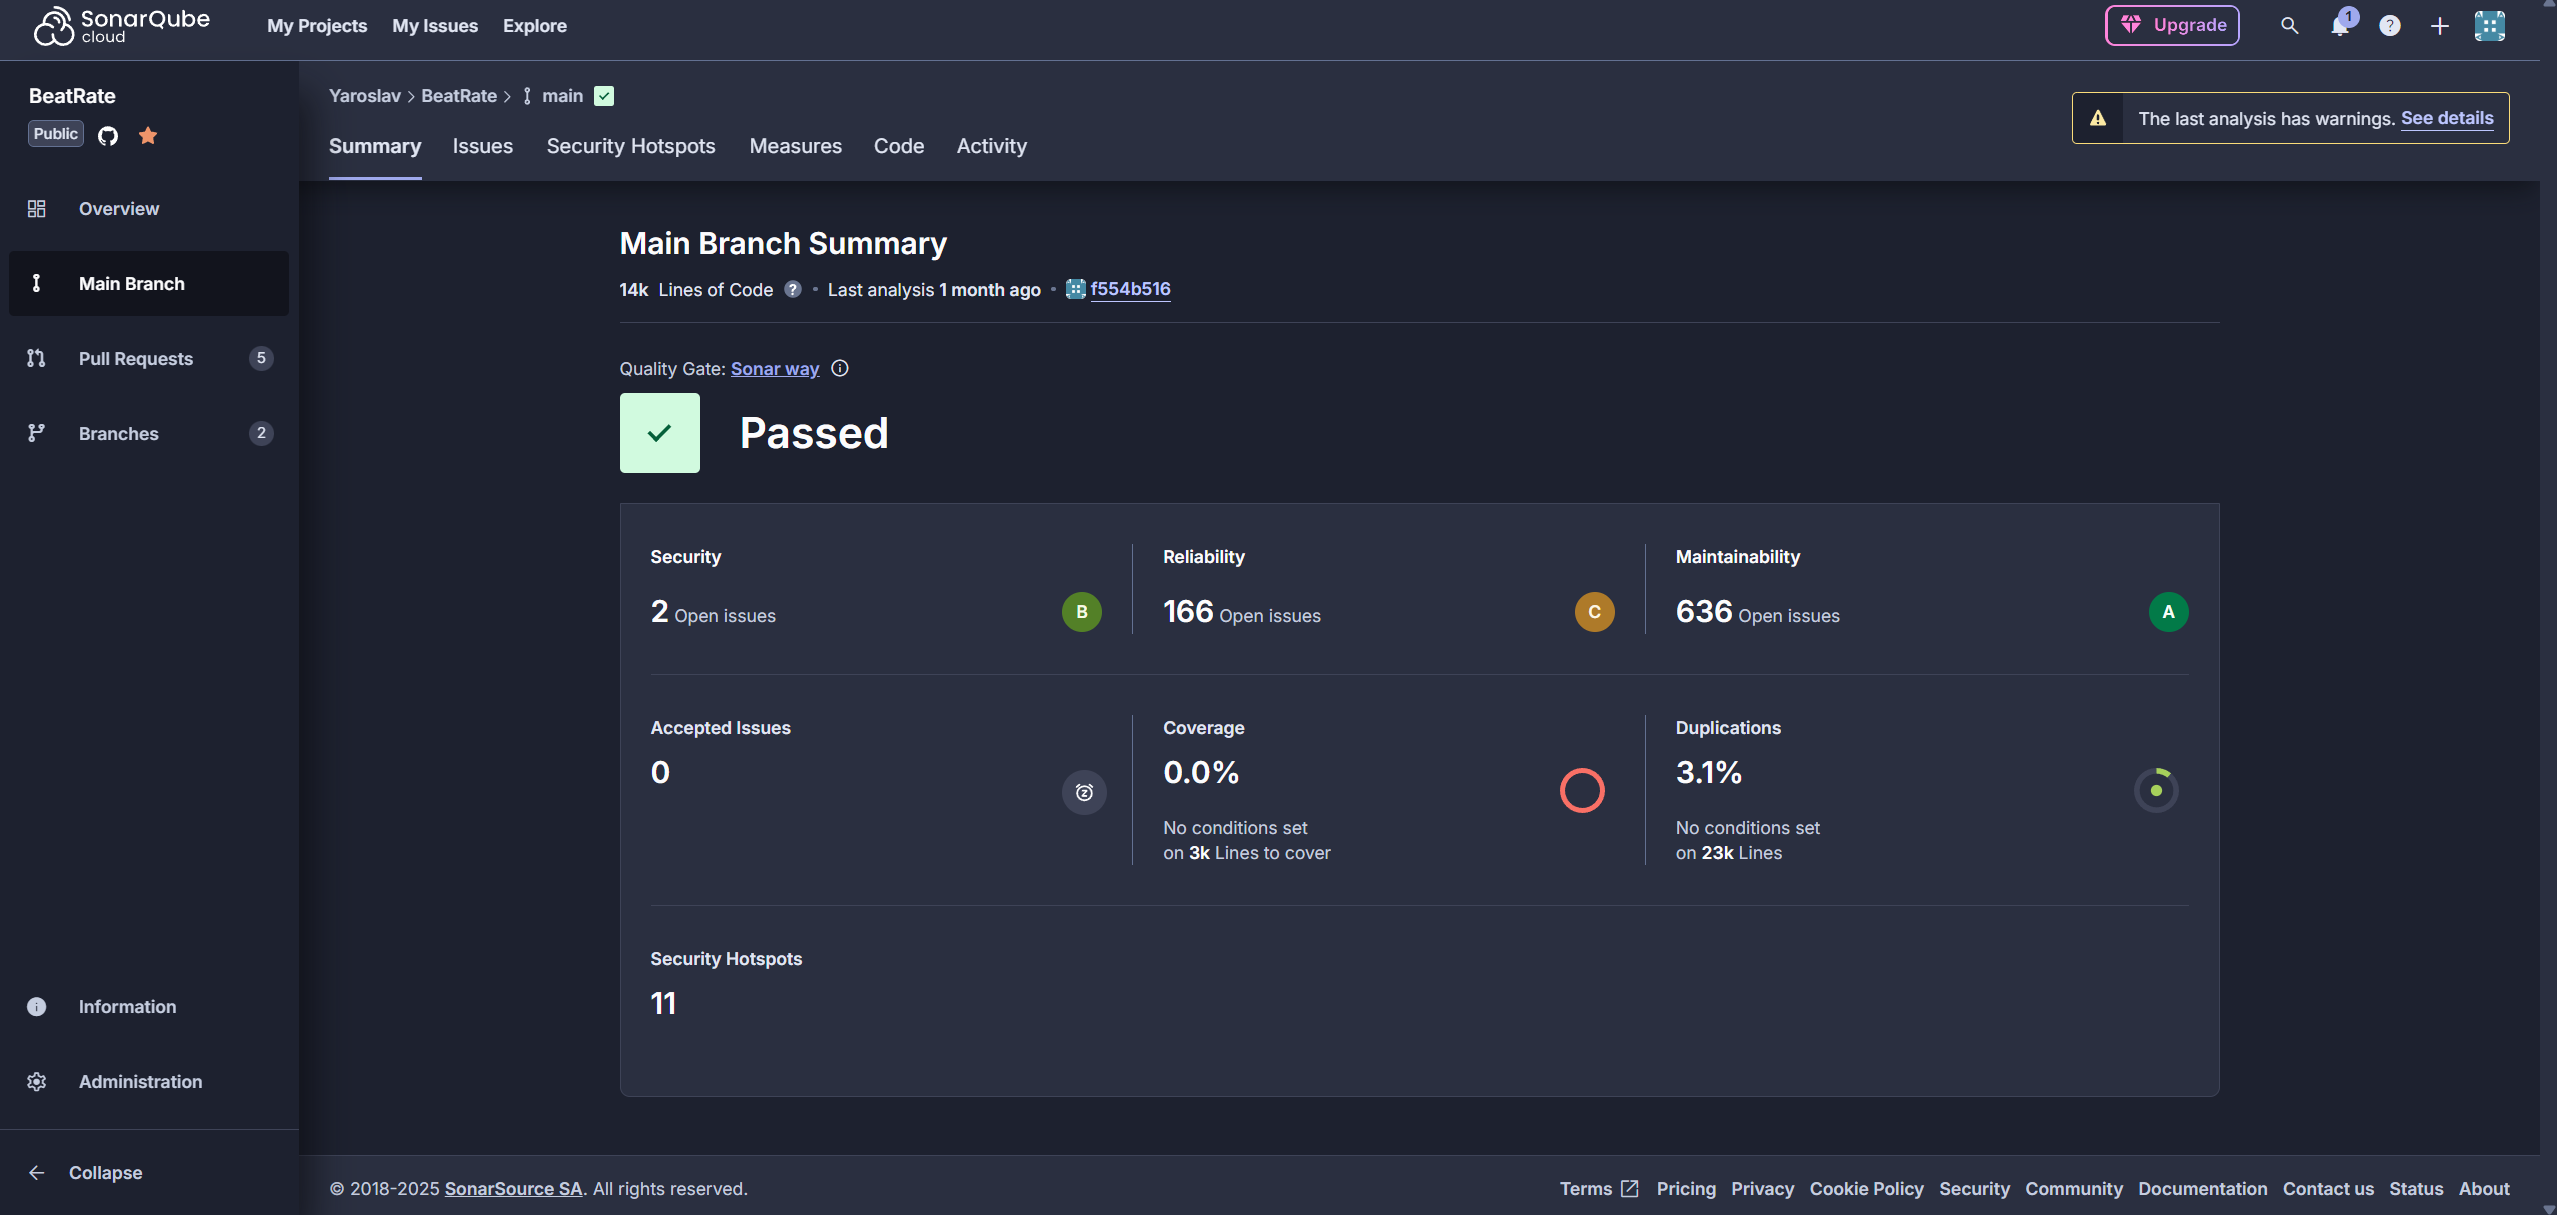 SonarQube
cloud
My Projects My Issues Explore
Upgrade
1
?
BeatRate
Public
Yaroslav > BeatRate > main
The last analysis has warnings. See details
Summary Issues Security Hotspots Measures Code Activity
Overview
Main Branch
Pull Requests 5
Branches 2
Main Branch Summary
14k Lines of Code ? • Last analysis 1 month ago • f554b516
Quality Gate: Sonar way
Passed
Security
2 Open issues B
Reliability
166 Open issues C
Maintainability
636 Open issues A
Accepted Issues
0
Coverage
0.0%
No conditions set
on 3k Lines to cover
Duplications
3.1%
No conditions set
on 23k Lines
Security Hotspots
11
Information
Administration
Collapse
© 2018-2025 SonarSource SA. All rights reserved.
Terms Pricing Privacy Cookie Policy Security Community Documentation Contact us Status About